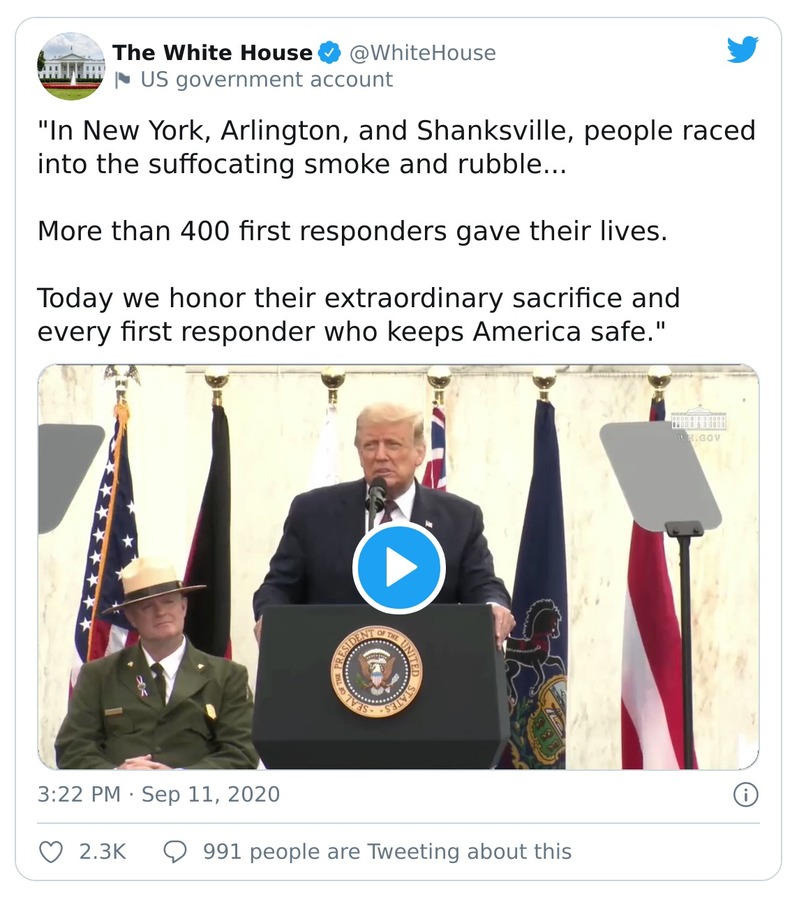 The White House @WhiteHouse
US government account
"In New York, Arlington, and Shanksville, people raced
into the suffocating smoke and rubble...
More than 400 first responders gave their lives.
Today we honor their extraordinary sacrifice and
every first responder who keeps America safe."
SEAL OF THE PRESIDENT OF THE UNITED STATES
3:22 PM · Sep 11, 2020
2.3K 991 people are Tweeting about this